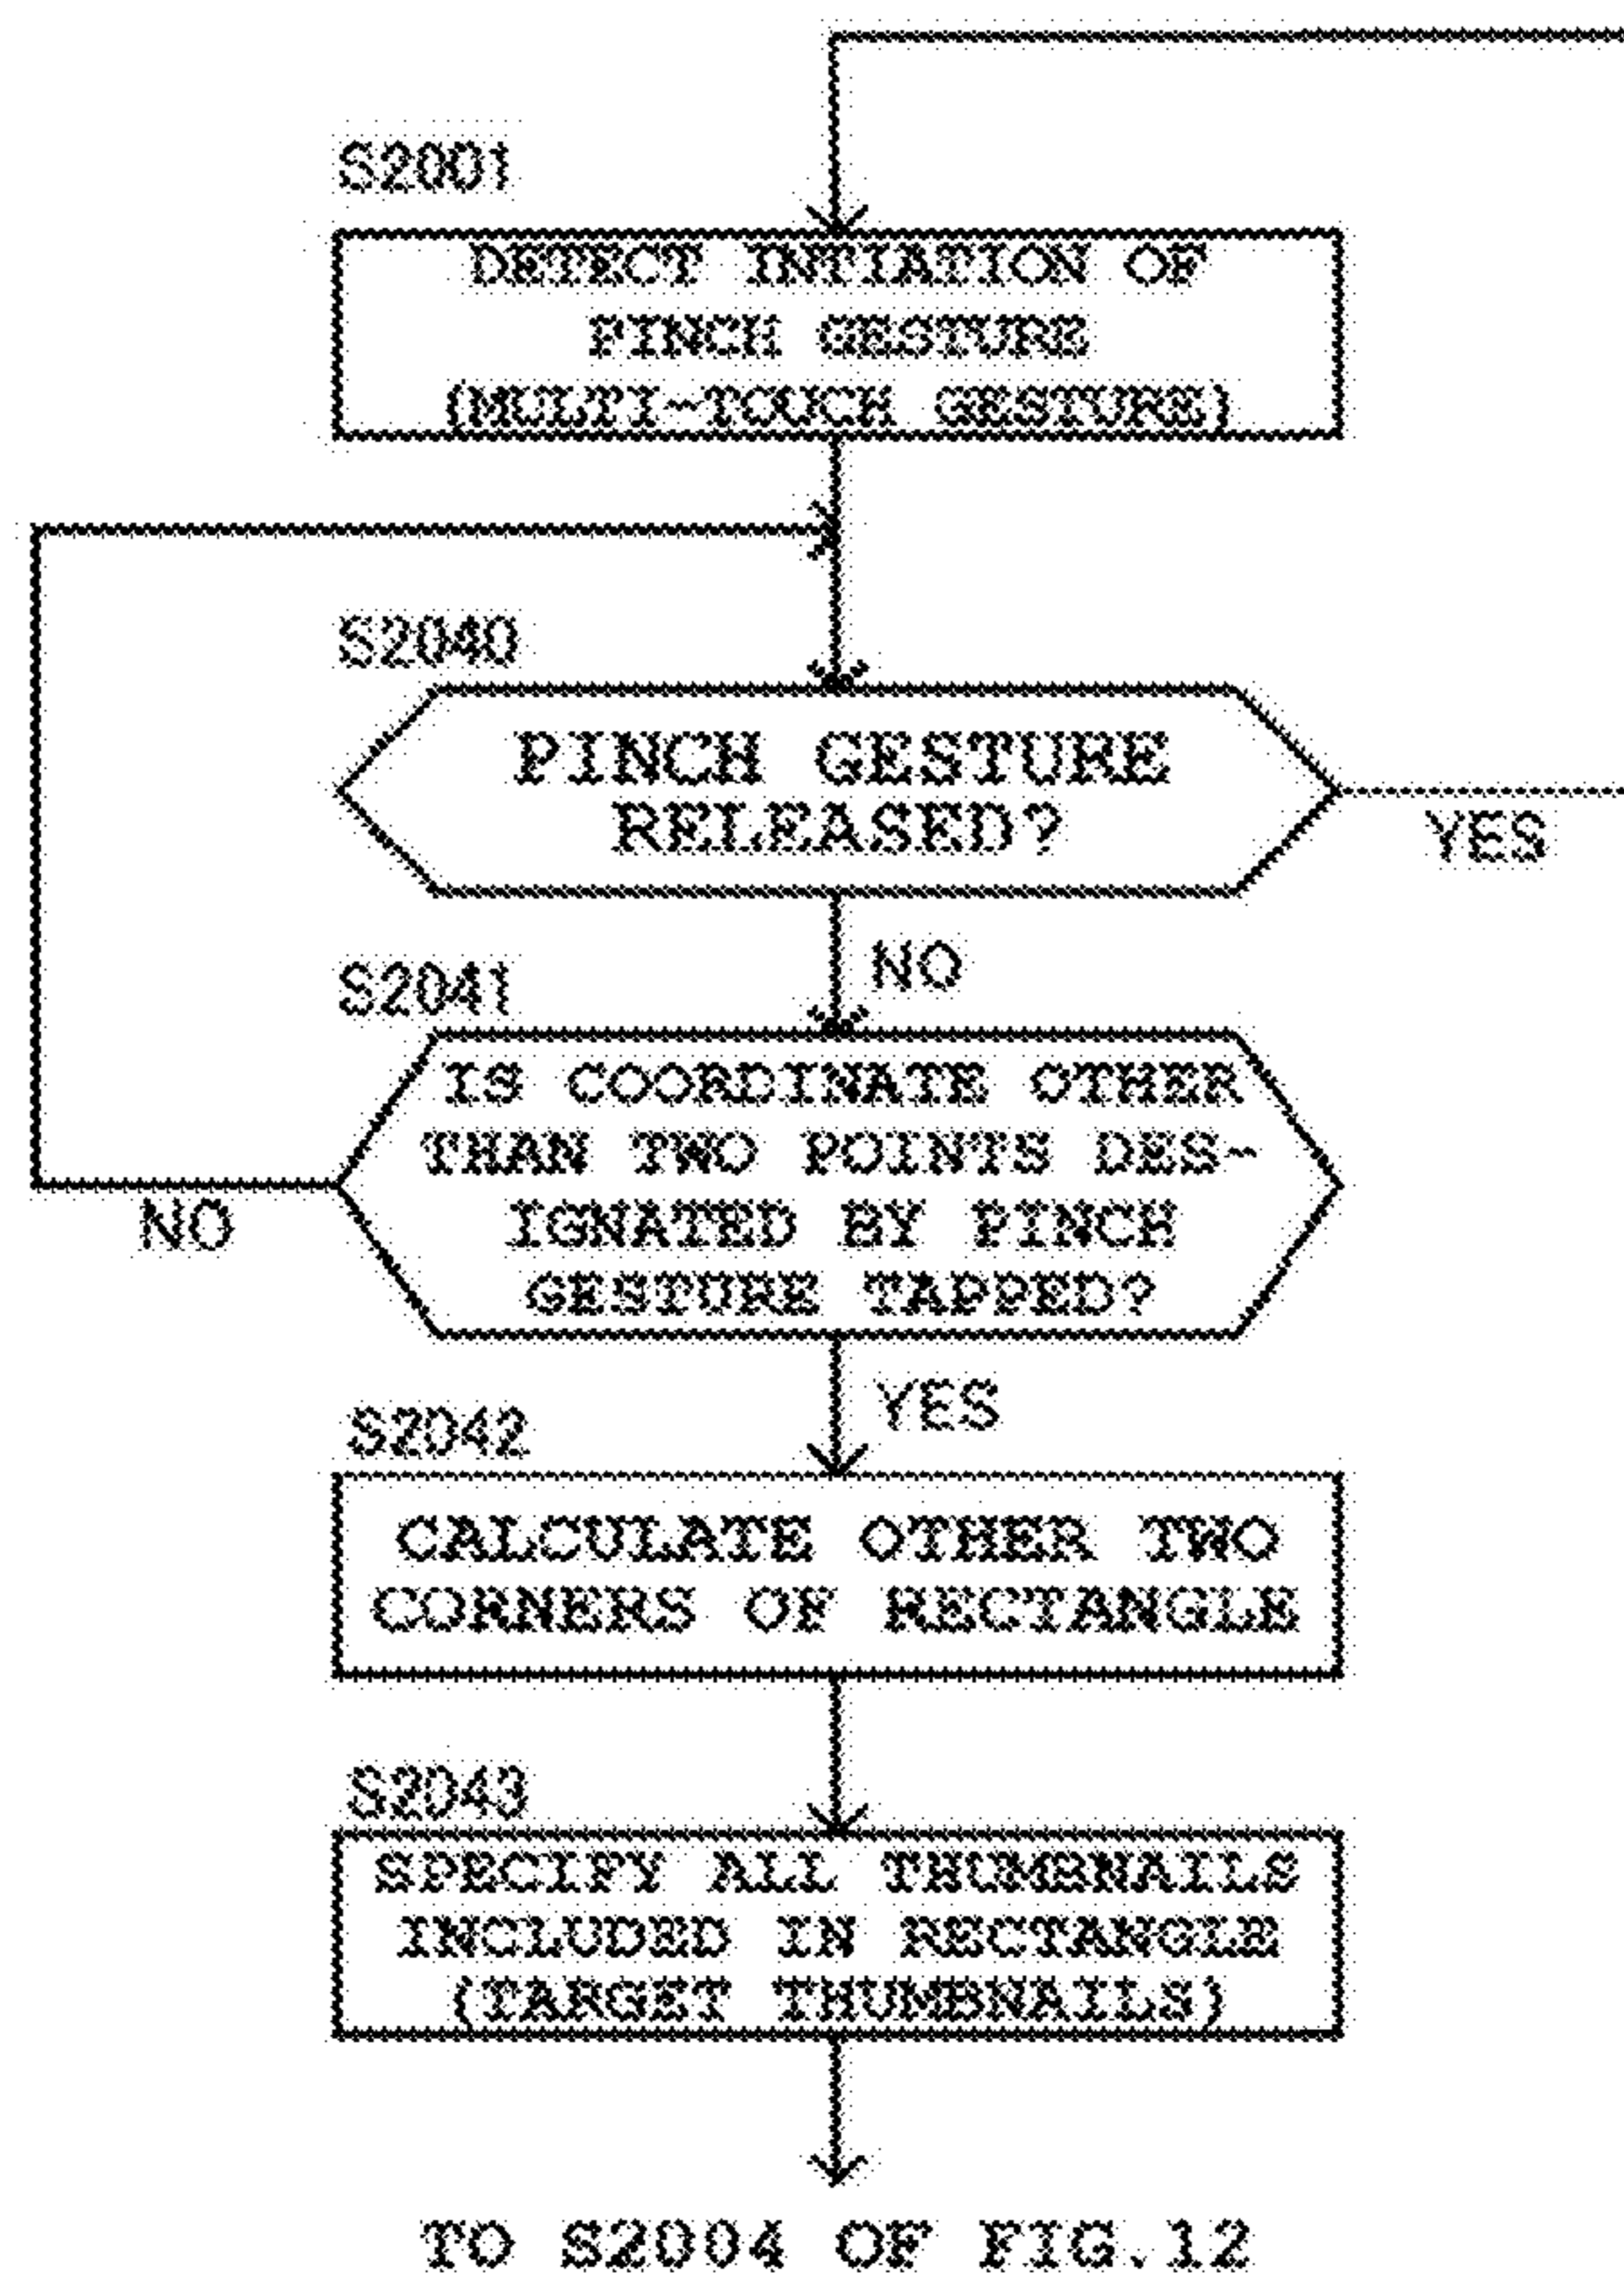 S2001
DETECT INTIATION OF
PINCH GESTURE
(MULTI-TOUCH GESTURE)
S2040
PINCH GESTURE
RELEASED?
YES
NO
S2041
IS COORDINATE OTHER
THAN TWO POINTS DES-
IGNATED BY PINCH
GESTURE TAPPED?
NO
YES
S2042
CALCULATE OTHER TWO
CORNERS OF RECTANGLE
S2043
SPECIFY ALL THUMBNAILS
INCLUDED IN RECTANGLE
(TARGET THUMBNAILS)
TO S2004 OF FIG.12